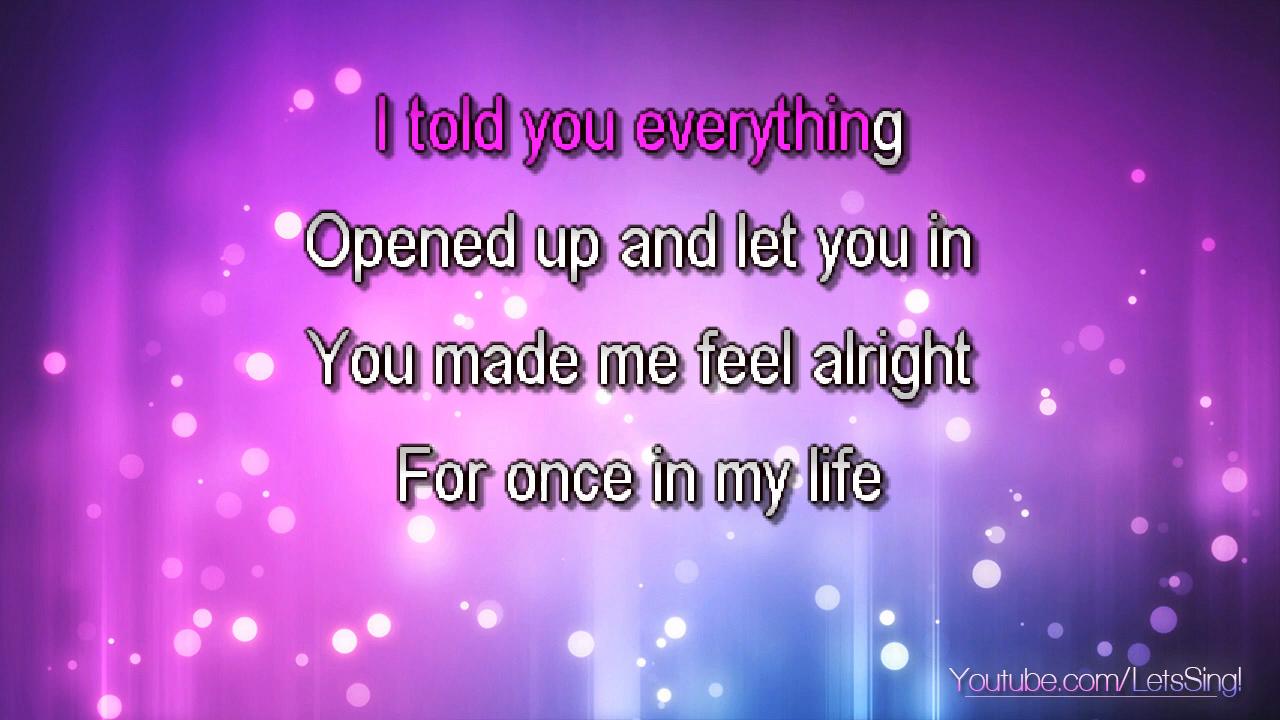 I told you everything
Opened up and let you in
You made me feel alright
For once in my life
Youtube.com/LetsSing!